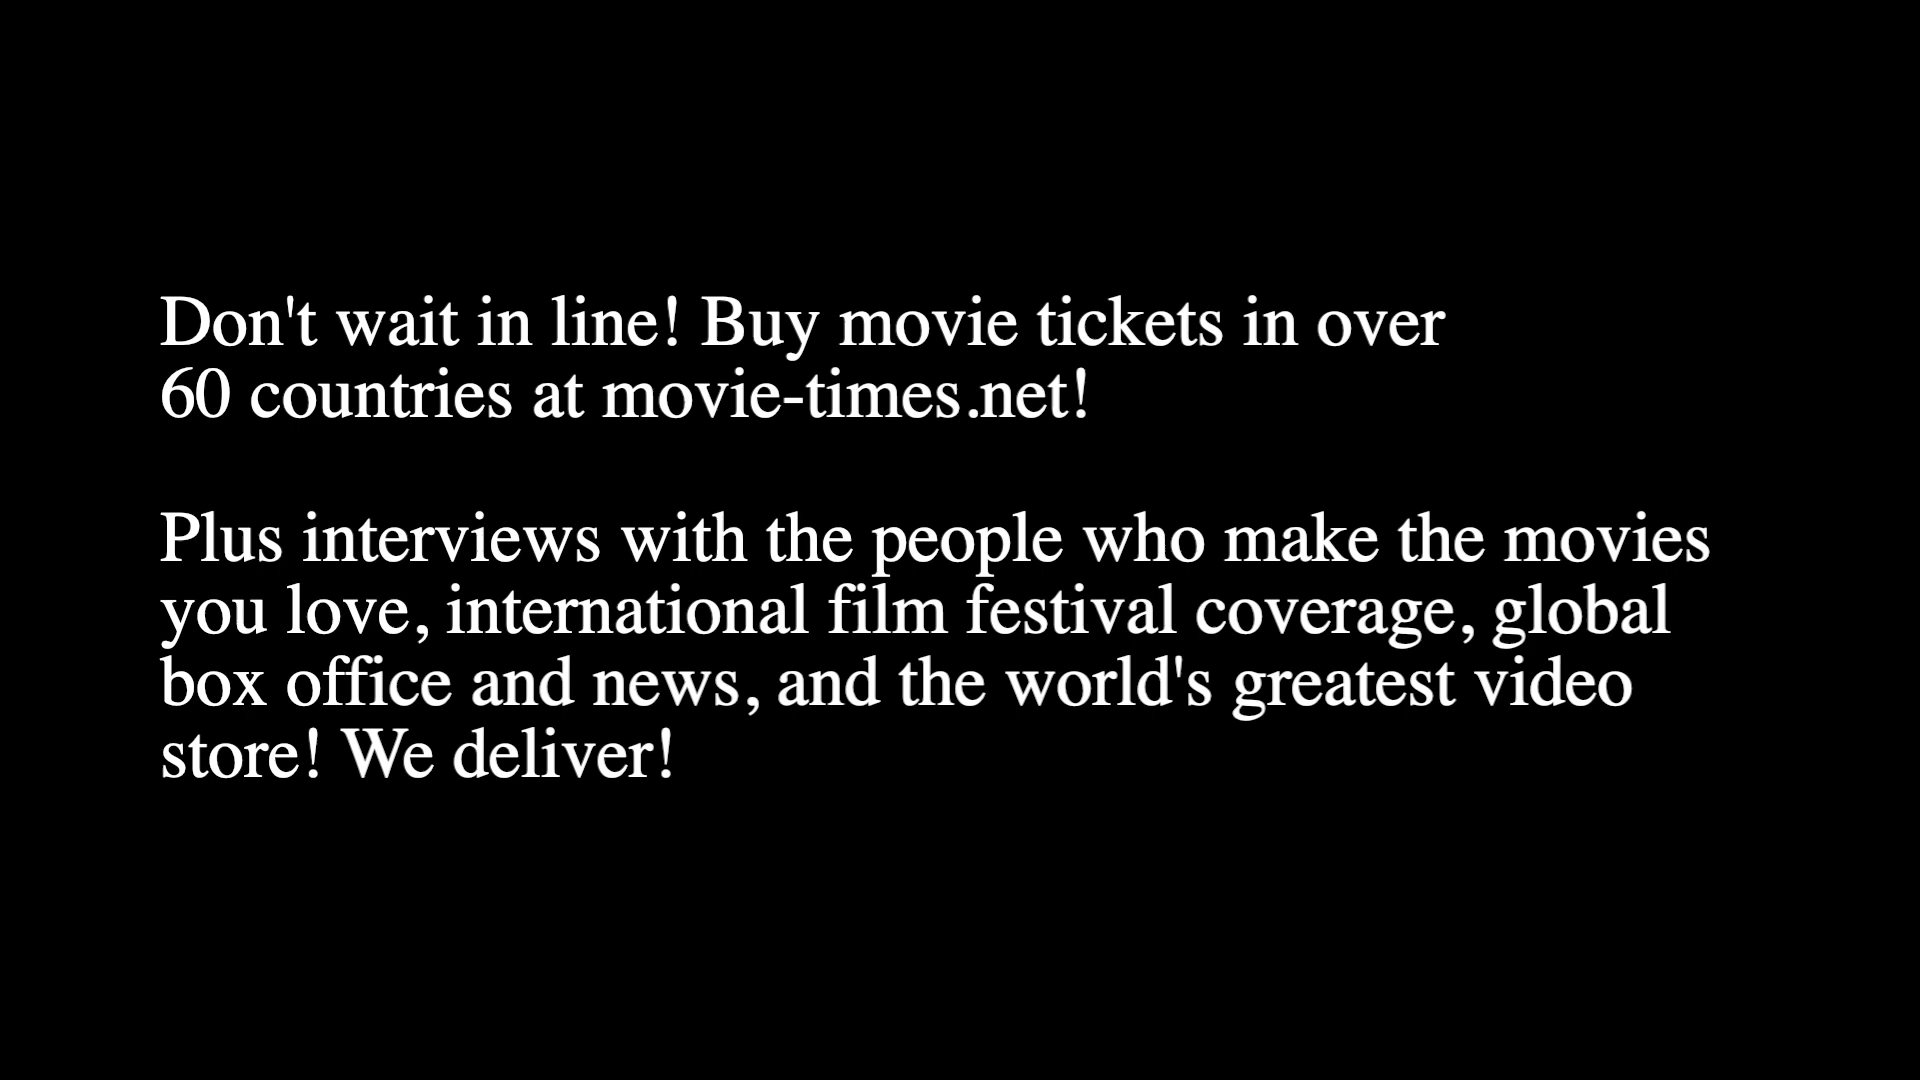 Don't wait in line! Buy movie tickets in over
60 countries at movie-times.net!
Plus interviews with the people who make the movies
you love, international film festival coverage, global
box office and news, and the world's greatest video
store! We deliver!